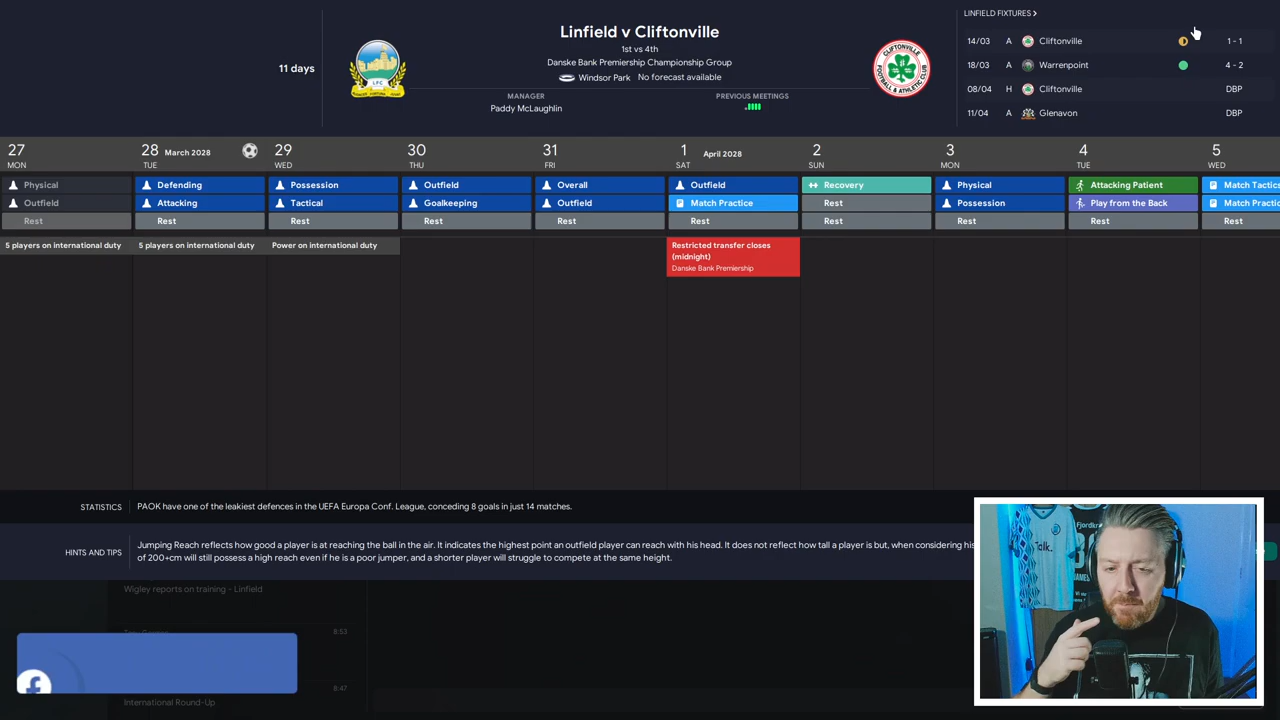 Linfield v Cliftonville
1st vs 4th
Danske Bank Premiership Championship Group
Windsor Park No forecast available
11 days
MANAGER
Paddy McLaughlin
PREVIOUS MEETINGS
LINFIELD FIXTURES
14/03 A Cliftonville 1 - 1
18/03 A Warrenpoint 4 - 2
08/04 H Cliftonville DBP
11/04 A Glenavon DBP
27 MON
28 TUE March 2028
29 WED
30 THU
31 FRI
1 SAT April 2028
2 SUN
3 MON
4 TUE
5 WED
Physical Defending Possession Outfield Overall Outfield Recovery Physical Attacking Patient Match Tactics
Outfield Attacking Tactical Goalkeeping Outfield Match Practice Rest Possession Play from the Back
Rest Rest Rest Rest Rest Rest Rest Rest Rest Rest
5 players on international duty 5 players on international duty Power on international duty
Restricted transfer closes
(midnight)
Danske Bank Premiership
STATISTICS PAOK have one of the leakiest defences in the UEFA Europa Conf. League, conceding 8 goals in just 14 matches.
HINTS AND TIPS
Jumping Reach reflects how good a player is at reaching the ball in the air. It indicates the highest point an outfield player can reach with his head. It does not reflect how tall a player is but, when considering his
of 200+cm will still possess a high reach even if he is a poor jumper, and a shorter player will struggle to compete at the same height.
Wigley reports on training - Linfield
8:53
8:47
International Round-Up
Talk.
Fjordkr